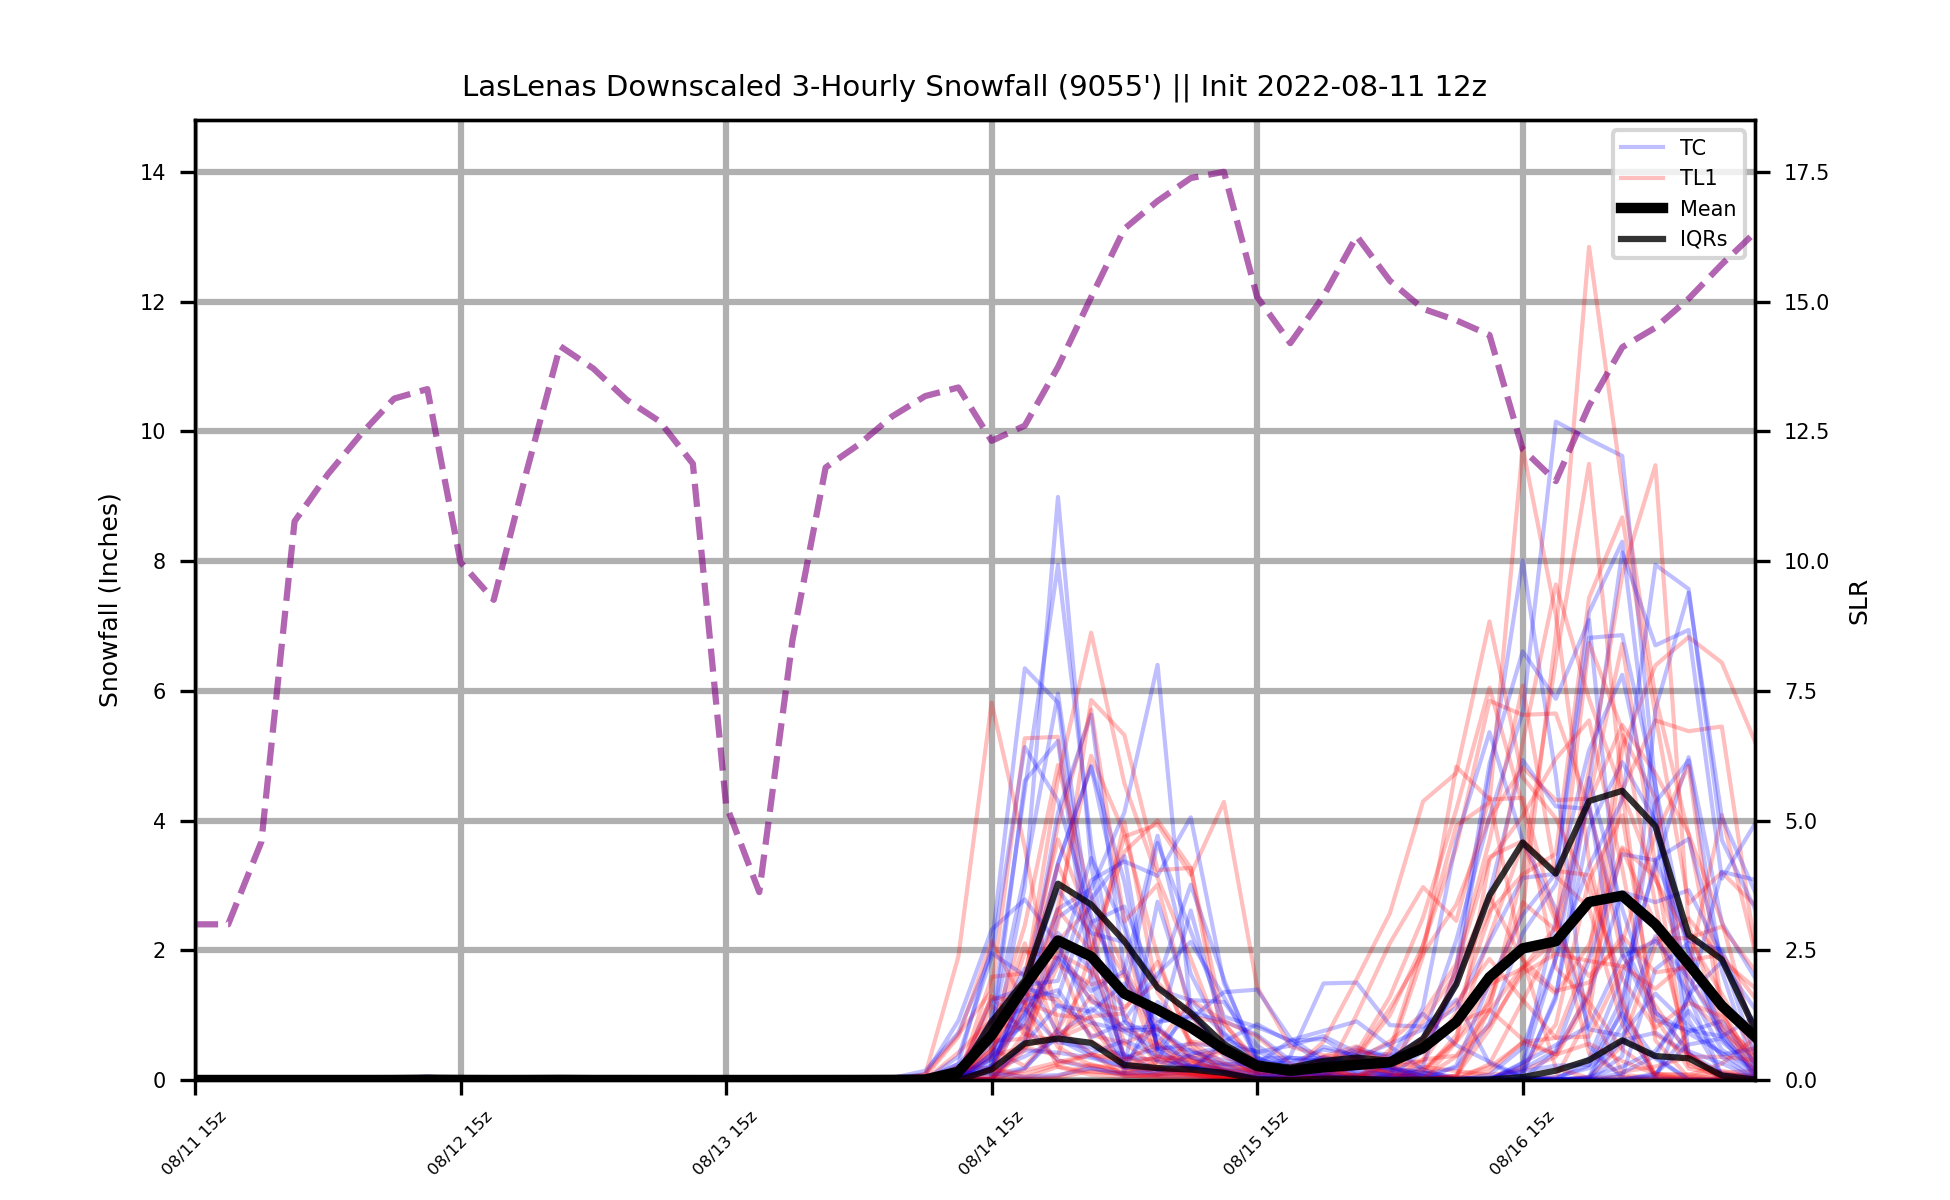 LasLenas Downscaled 3-Hourly Snowfall (9055') || Init 2022-08-11 12z
TC
TL1
Mean
IQRs
14
12
10
8
6
4
2
0
Snowfall (Inches)
17.5
15.0
12.5
10.0
7.5
5.0
2.5
0.0
SLR
08/11 15z
08/12 15z
08/13 15z
08/14 15z
08/15 15z
08/16 15z